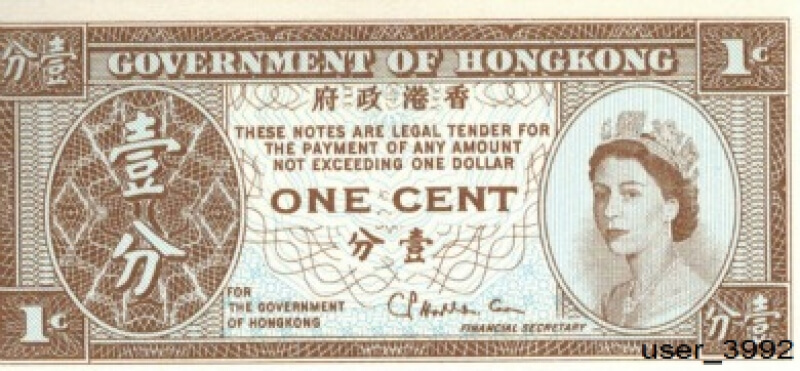 分壹
GOVERNMENT OF HONGKONG
1c
府政港香
THESE NOTES ARE LEGAL TENDER FOR
THE PAYMENT OF ANY AMOUNT
NOT EXCEEDING ONE DOLLAR
ONE CENT
分壹
壹
分
FOR
THE GOVERNMENT
OF HONGKONG
FINANCIAL SECRETARY
1c
分壹
user_3992